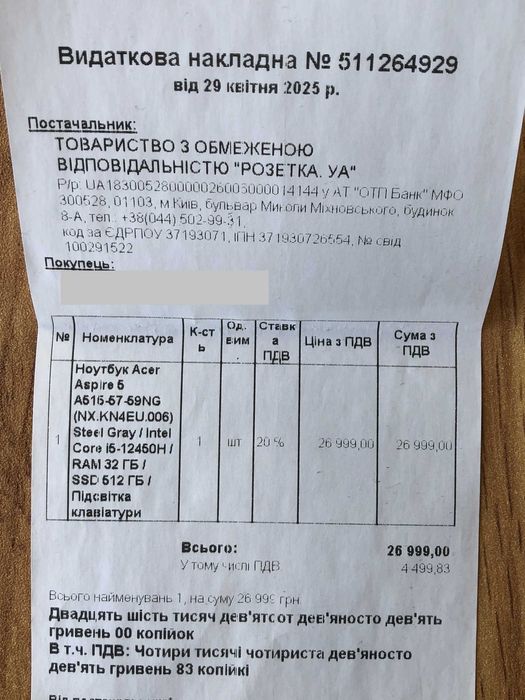 Видаткова накладна № 511264929
від 29 квітня 2025 р.
Постачальник:
ТОВАРИСТВО З ОБМЕЖЕНОЮ
ВІДПОВІДАЛЬНІСТЮ "РОЗЕТКА. УА"
Р/р: UA183005280000026005000014144 у АТ "ОТП Банк" МФО
300528, 01103, м Київ, бульвар Миколи Міхновського, будинок
8-А, тел.: +38(044) 502-99-31,
код за ЄДРПОУ 37193071, ІПН 371930726554, № свід
100291522
Покупець:
№ Номенклатура К-сть Од. вим. Ставка ПДВ Ціна з ПДВ Сума з ПДВ
Ноутбук Acer
Aspire 5
A515-57-59NG
(NX.KN4EU.006)
Steel Gray / Intel
1 Core i5-12450H / 1 шт 20 % 26 999,00 26 999,00
RAM 32 ГБ /
SSD 512 ГБ /
Підсвітка
клавіатури
Всього: 26 999,00
У тому числі ПДВ 4 499,83
Всього найменувань 1, на суму 26 999 грн
Двадцять шість тисяч дев'ятсот дев'яносто дев'ять
гривень 00 копійок
В т.ч. ПДВ: Чотири тисячі чотириста дев'яносто
дев'ять гривень 83 копійкі